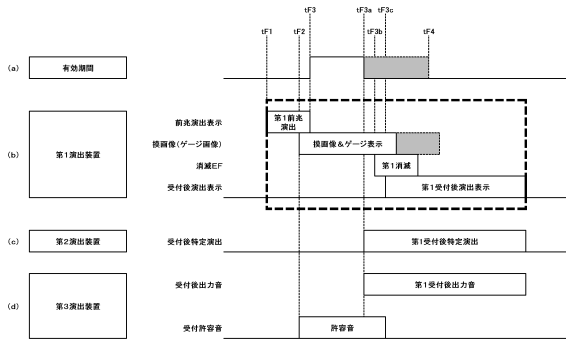 tF3 tF3a tF3c
tF1 tF2 tF3b tF4
(a) 有効期間
(b) 第1演出装置
前兆演出表示 第1前兆
演出
摸画像(ゲージ画像) 摸画像&ゲージ表示
消滅EF 第1消滅
受付後演出表示 第1受付後演出表示
(c) 第2演出装置 受付後特定演出 第1受付後特定演出
(d) 第3演出装置
受付後出力音 第1受付後出力音
受付許容音 許容音